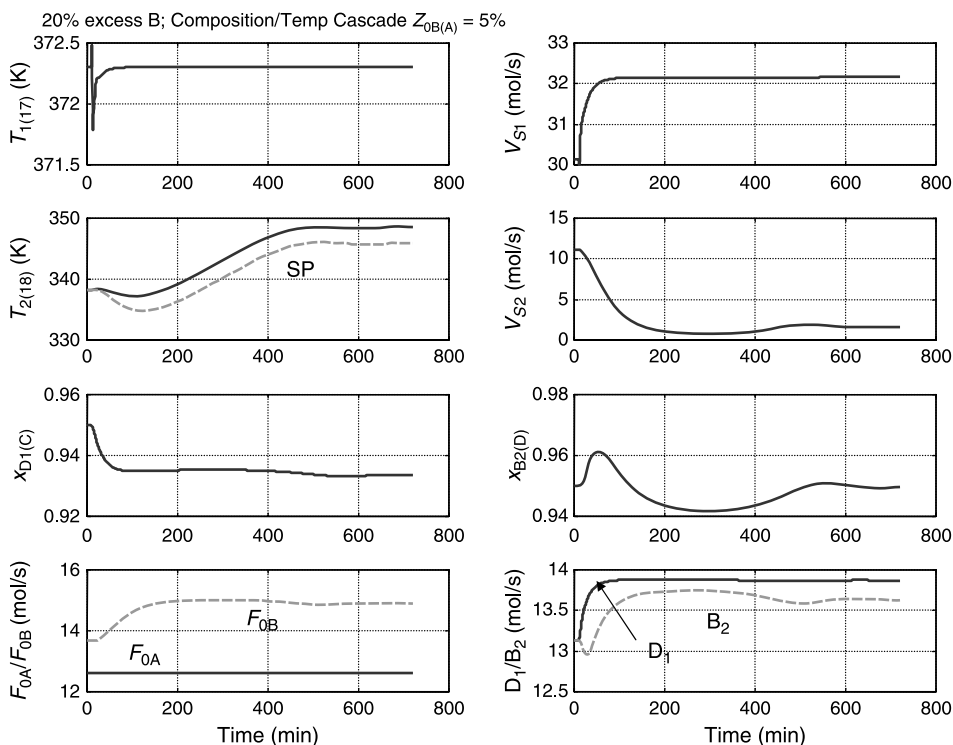 20% excess B; Composition/Temp Cascade Z0B(A) = 5%
T1(17) (K)
372.5
372
371.5
0 200 400 600 800
VS1 (mol/s)
33
32
31
30
0 200 400 600 800
T2(18) (K)
350
340
330
SP
0 200 400 600 800
VS2 (mol/s)
15
10
5
0
0 200 400 600 800
xD1(C)
0.96
0.94
0.92
0 200 400 600 800
xB2(D)
0.98
0.96
0.94
0 200 400 600 800
F0A/F0B (mol/s)
16
14
12
F0B
F0A
0 200 400 600 800
Time (min)
D1/B2 (mol/s)
14
13.5
13
12.5
B2
D1
0 200 400 600 800
Time (min)